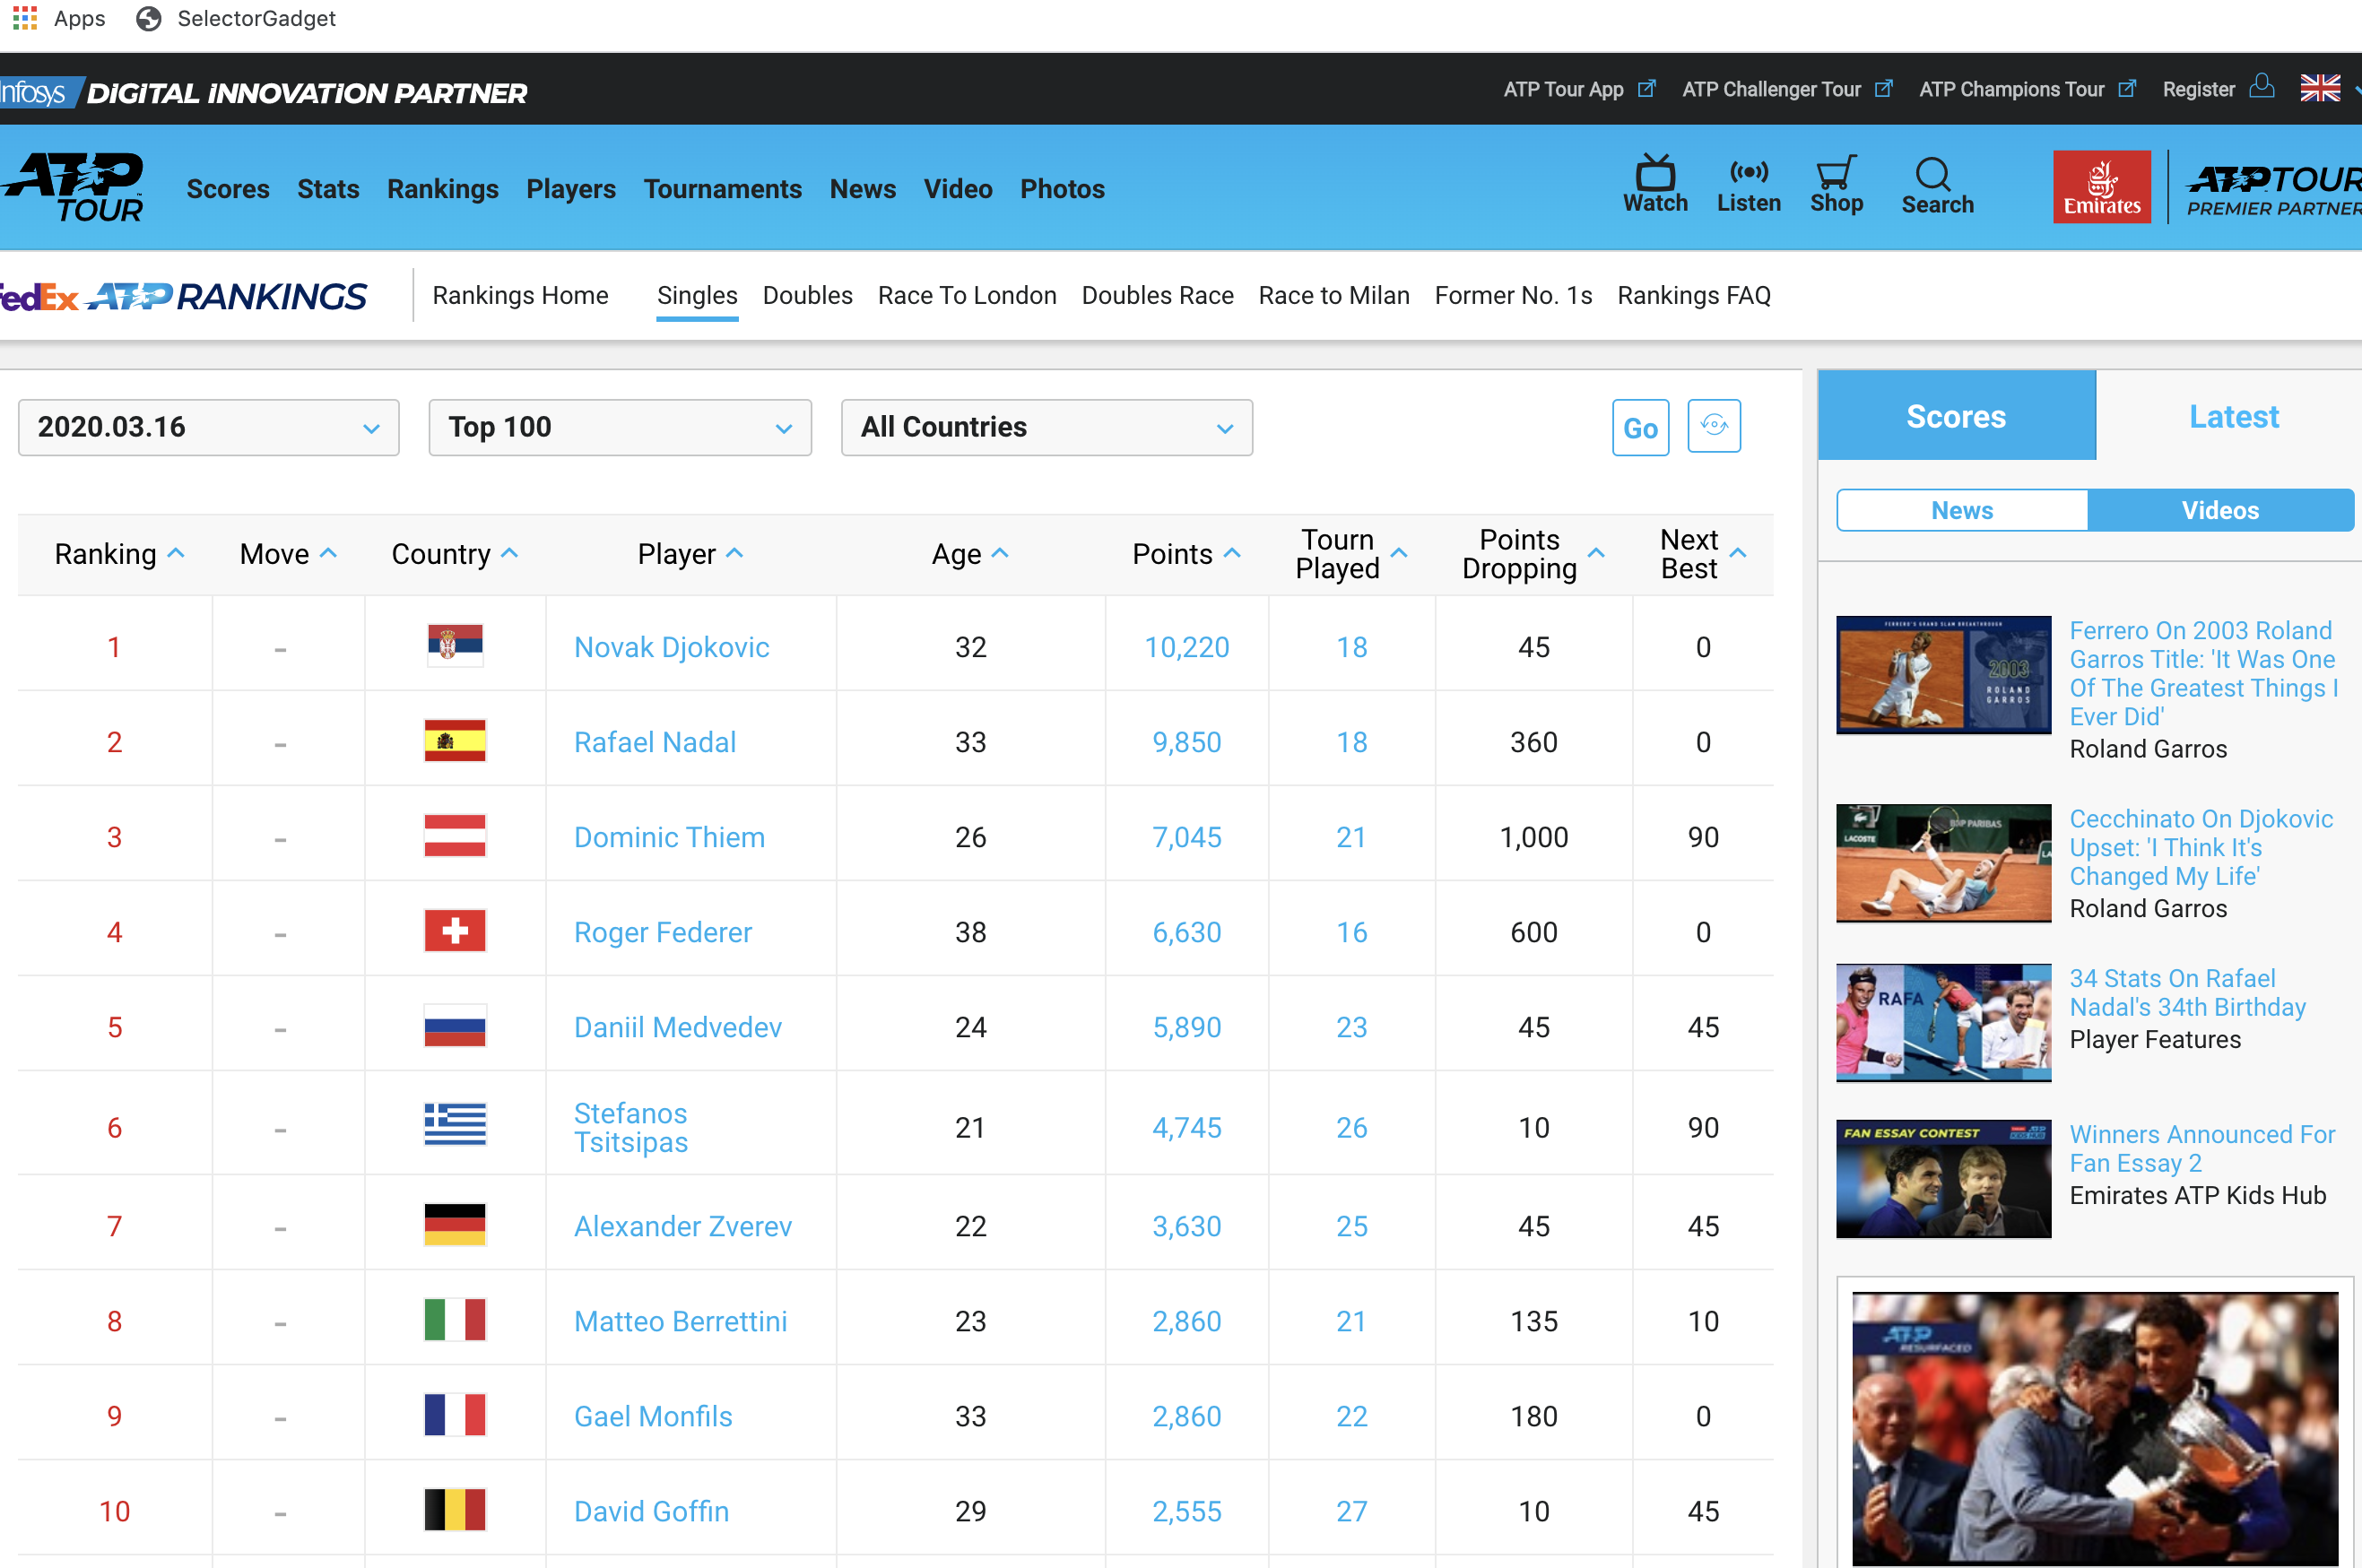 Apps SelectorGadget
Infosys DIGITAL INNOVATION PARTNER ATP Tour App ATP Challenger Tour ATP Champions Tour Register
ATP TOUR Scores Stats Rankings Players Tournaments News Video Photos Watch Listen Shop Search Emirates ATP TOUR PREMIER PARTNER
FedEx ATP RANKINGS Rankings Home Singles Doubles Race To London Doubles Race Race to Milan Former No. 1s Rankings FAQ
2020.03.16 Top 100 All Countries Go
Ranking Move Country Player Age Points Tourn Played Points Dropping Next Best
1 - Novak Djokovic 32 10,220 18 45 0
2 - Rafael Nadal 33 9,850 18 360 0
3 - Dominic Thiem 26 7,045 21 1,000 90
4 - Roger Federer 38 6,630 16 600 0
5 - Daniil Medvedev 24 5,890 23 45 45
6 - Stefanos Tsitsipas 21 4,745 26 10 90
7 - Alexander Zverev 22 3,630 25 45 45
8 - Matteo Berrettini 23 2,860 21 135 10
9 - Gael Monfils 33 2,860 22 180 0
10 - David Goffin 29 2,555 27 10 45
Scores Latest
News Videos
FERRERO'S GRAND SLAM BREAKTHROUGH
2003
ROLAND
GARROS
Ferrero On 2003 Roland
Garros Title: 'It Was One
Of The Greatest Things I
Ever Did'
Roland Garros
LACOSTE
BNP PARIBAS
LA
Cecchinato On Djokovic
Upset: 'I Think It's
Changed My Life'
Roland Garros
RAFA
34 Stats On Rafael
Nadal's 34th Birthday
Player Features
FAN ESSAY CONTEST
Winners Announced For
Fan Essay 2
Emirates ATP Kids Hub
ATP
RESURFACED